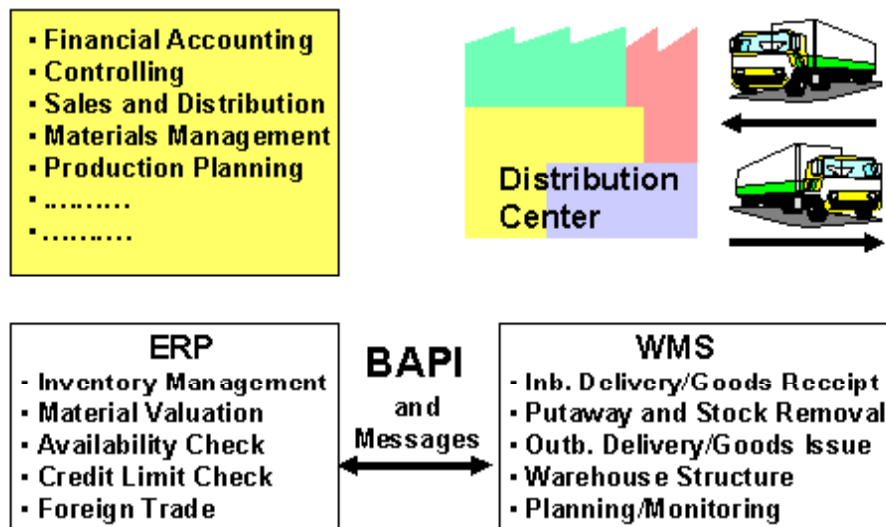 · Financial Accounting
· Controlling
· Sales and Distribution
· Materials Management
· Production Planning
· .........
· ..........
Distribution
Center
ERP
- Inventory Management
· Material Valuation
· Availability Check
· Credit Limit Check
· Foreign Trade
BAPI
and
Messages
WMS
· Inb. Delivery/Goods Receipt
· Putaway and Stock Removal
· Outb. Delivery/Goods Issue
· Warehouse Structure
· Planning/Monitoring